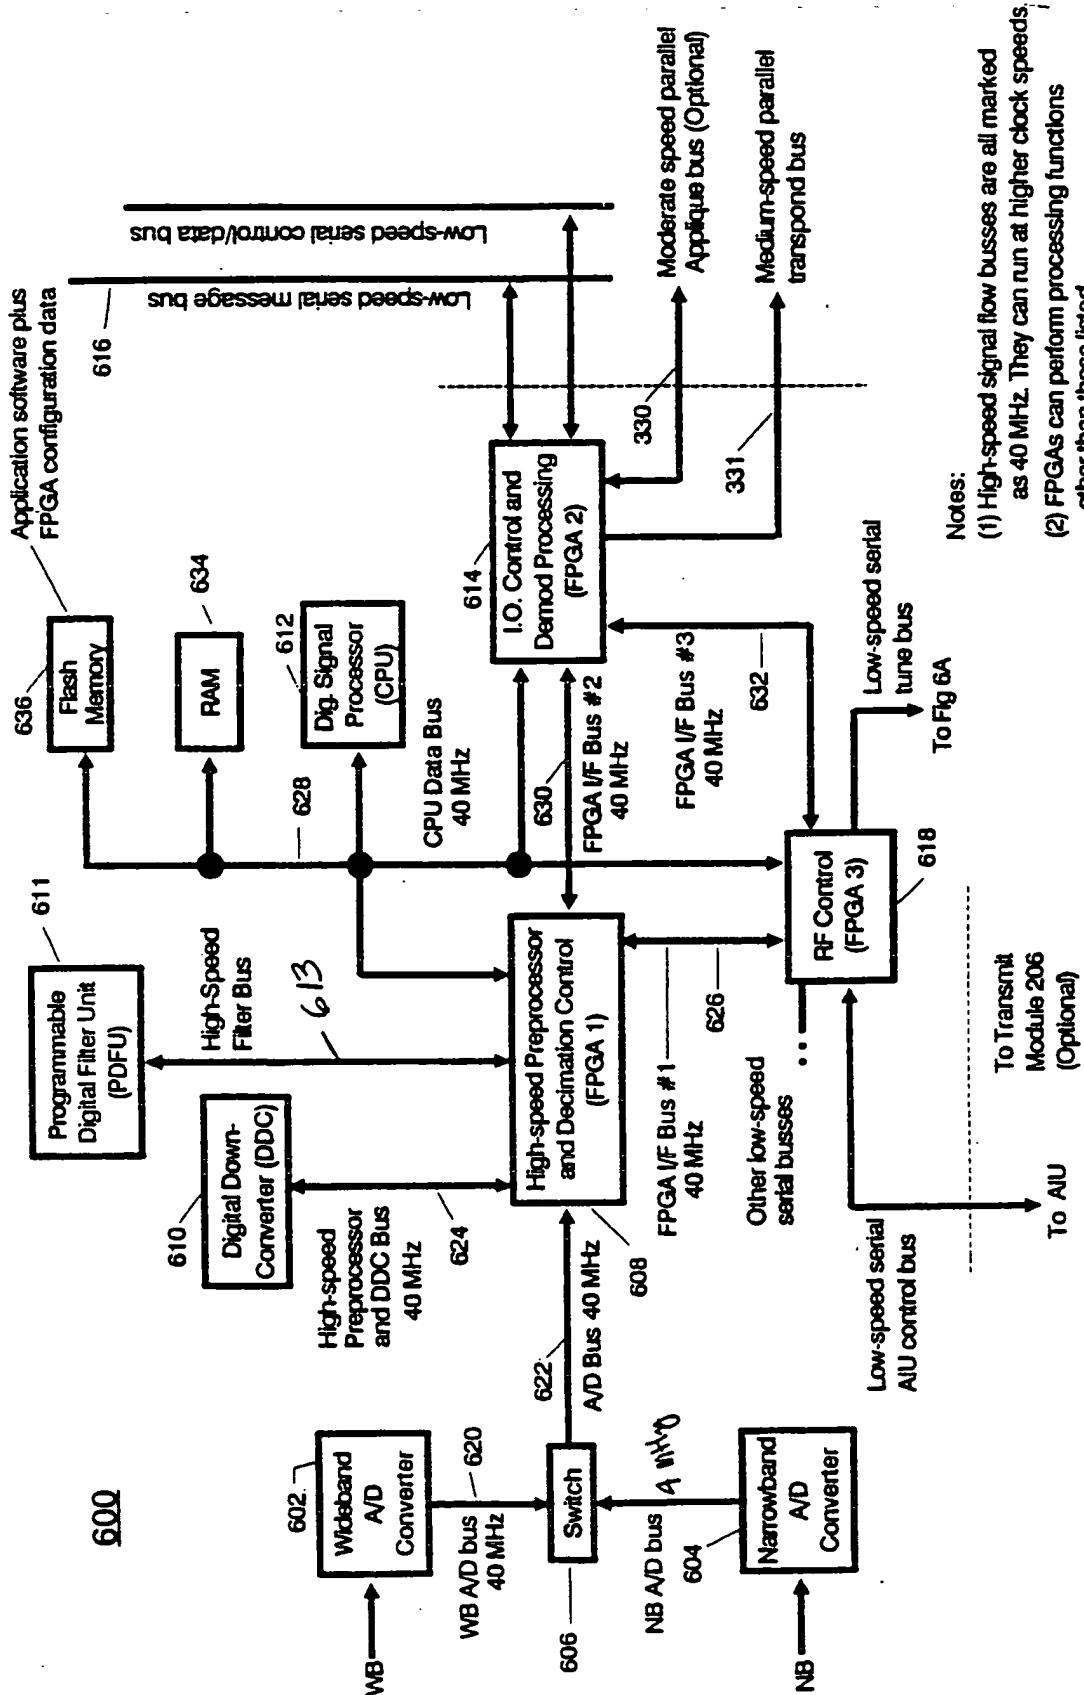 600
WB
602
Wideband
A/D
Converter
WB A/D bus
40 MHz
620
606
Switch
NB A/D bus
604
Narrowband
A/D
Converter
NB
622
A/D Bus 40 MHz
610
Digital Down-
Converter (DDC)
High-speed
Preprocessor
and DDC Bus
40 MHz
624
608
611
Programmable
Digital Filter Unit
(PDFU)
High-Speed
Filter Bus
613
High-speed Preprocessor
and Decimation Control
(FPGA 1)
FPGA I/F Bus #1
40 MHz
626
Other low-speed
serial busses
Low-speed serial
AIU control bus
To AIU
To Transmit
Module 206
(Optional)
RF Control
(FPGA 3)
618
Low-speed serial
tune bus
To Fig 6A
Application software plus
FPGA configuration data
636
Flash
Memory
634
RAM
612
Dig. Signal
Processor
(CPU)
628
CPU Data Bus
40 MHz
630
FPGA I/F Bus #2
40 MHz
FPGA I/F Bus #3
40 MHz
632
614
I.O. Control and
Demod Processing
(FPGA 2)
616
Low-speed serial message bus
Low-speed serial control/data bus
330
Moderate speed parallel
Applique bus (Optional)
331
Medium-speed parallel
transpond bus
Notes:
(1) High-speed signal flow busses are all marked
as 40 MHz. They can run at higher clock speeds.
(2) FPGAs can perform processing functions
other than those listed